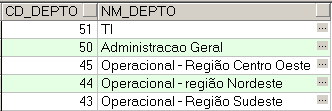 CD_DEPTO NM_DEPTO
51 TI ...
50 Administracao Geral ...
45 Operacional - Região Centro Oeste ...
44 Operacional - região Nordeste ...
43 Operacional - Região Sudeste ...